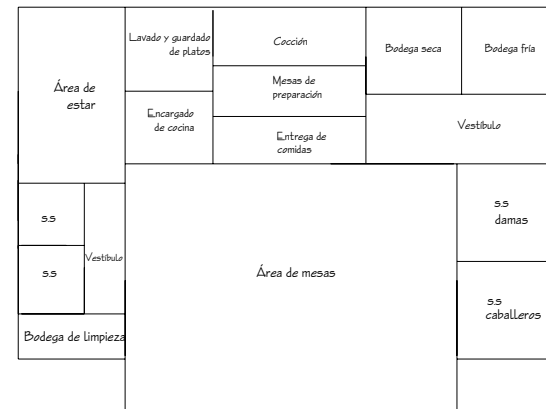 Lavado y guardado
de platos
Cocción
Bodega seca
Bodega fría
Área de
estar
Mesas de
preparación
Encargado
de cocina
Entrega de
comidas
Vestíbulo
s.s
s.s
damas
Vestíbulo
s.s
Área de mesas
s.s
caballeros
Bodega de limpieza